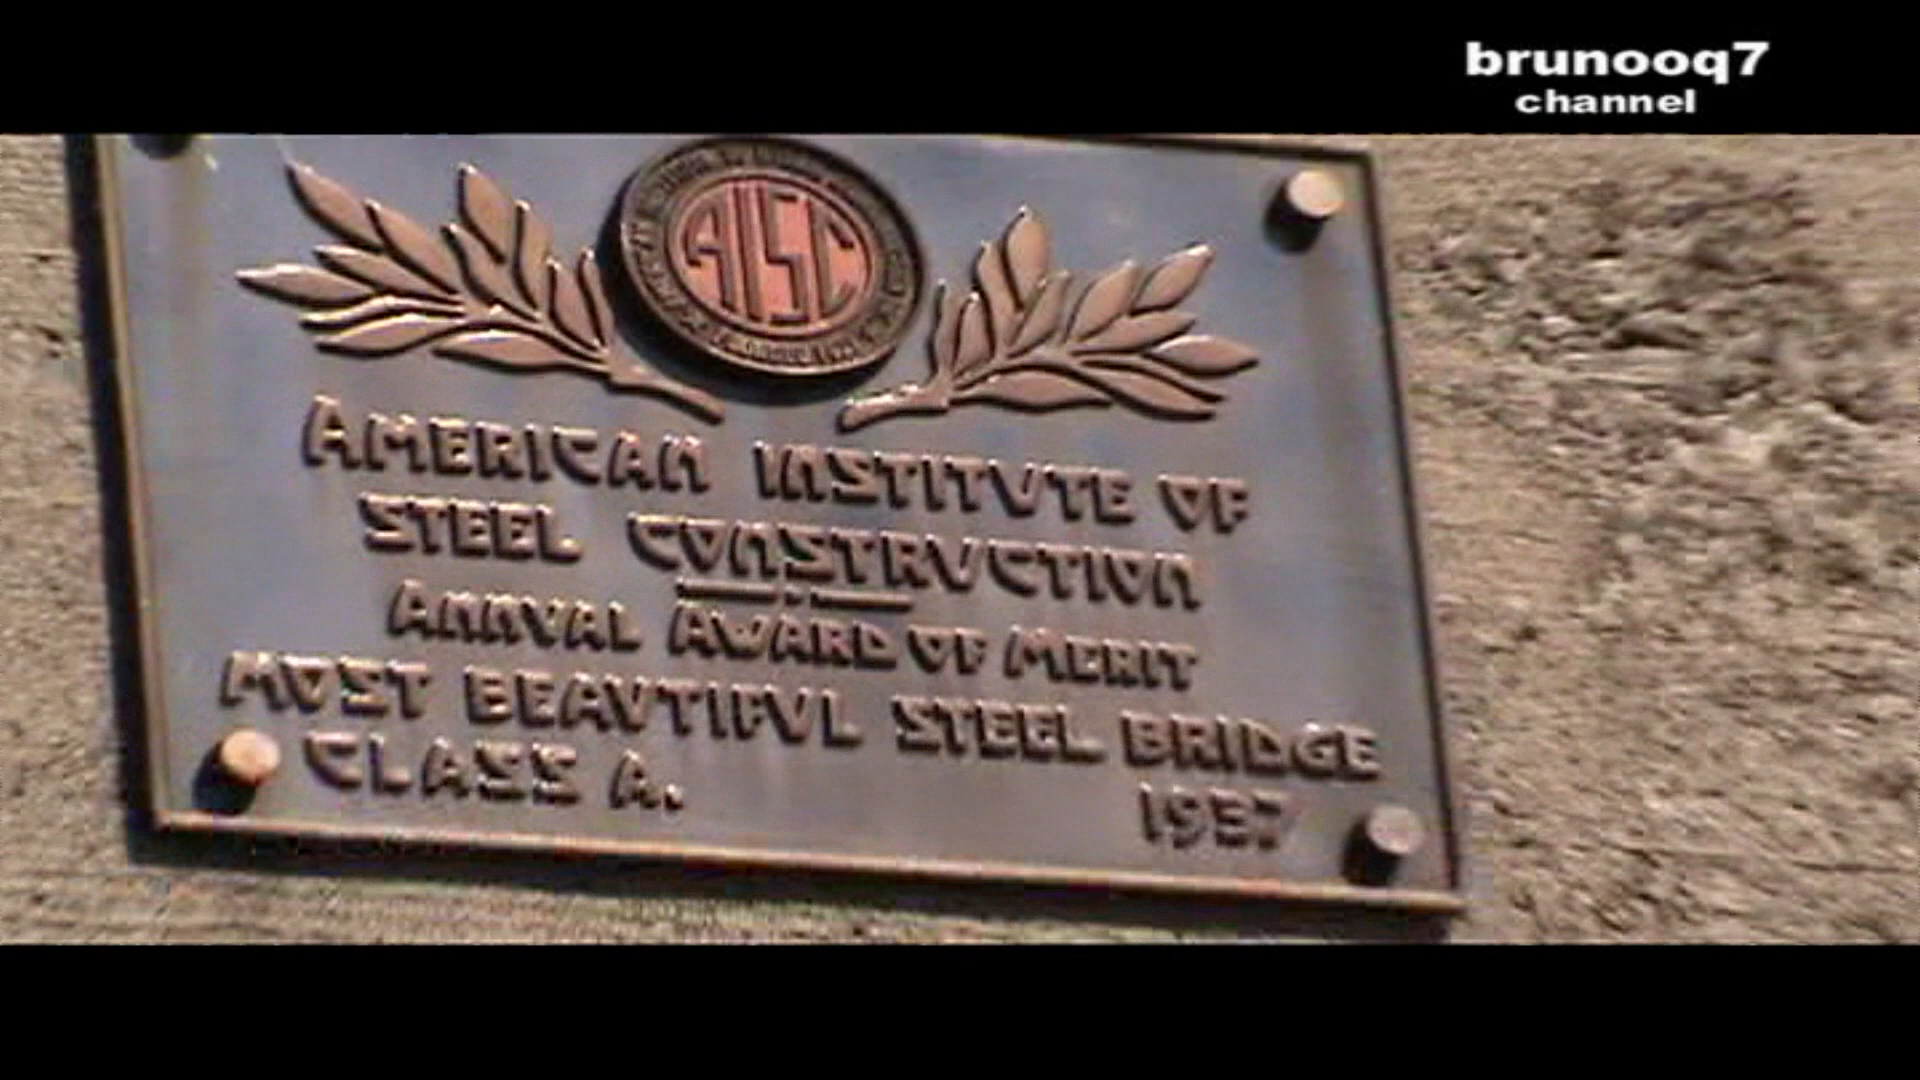 brunooq7
channel
AISC
AMERICAN INSTITUTE OF
STEEL CONSTRUCTION
ANNUAL AWARD OF MERIT
MOST BEAUTIFUL STEEL BRIDGE
CLASS A. 1937